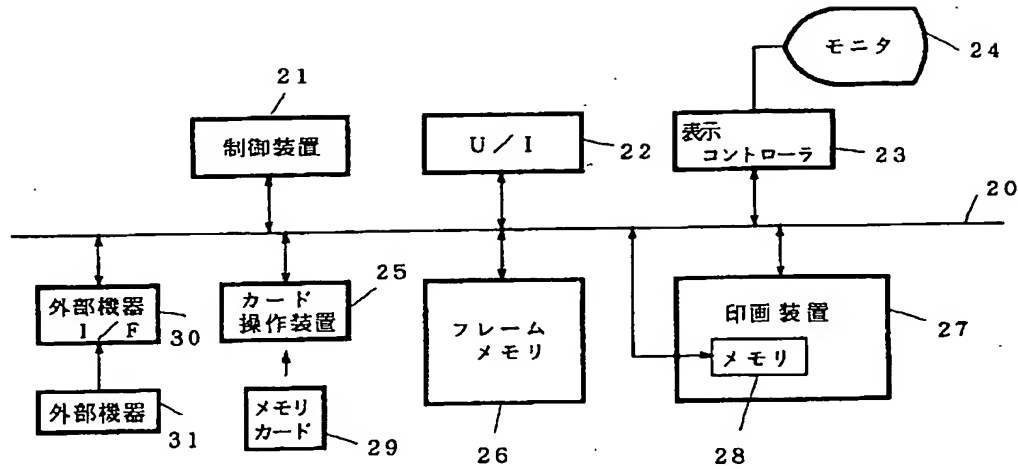 モニタ
24
21
制御装置
U/I
22
表示
コントローラ
23
20
外部機器
I/F
30
カード
操作装置
25
フレーム
メモリ
26
印画装置
27
メモリ
28
外部機器
31
メモリ
カード
29